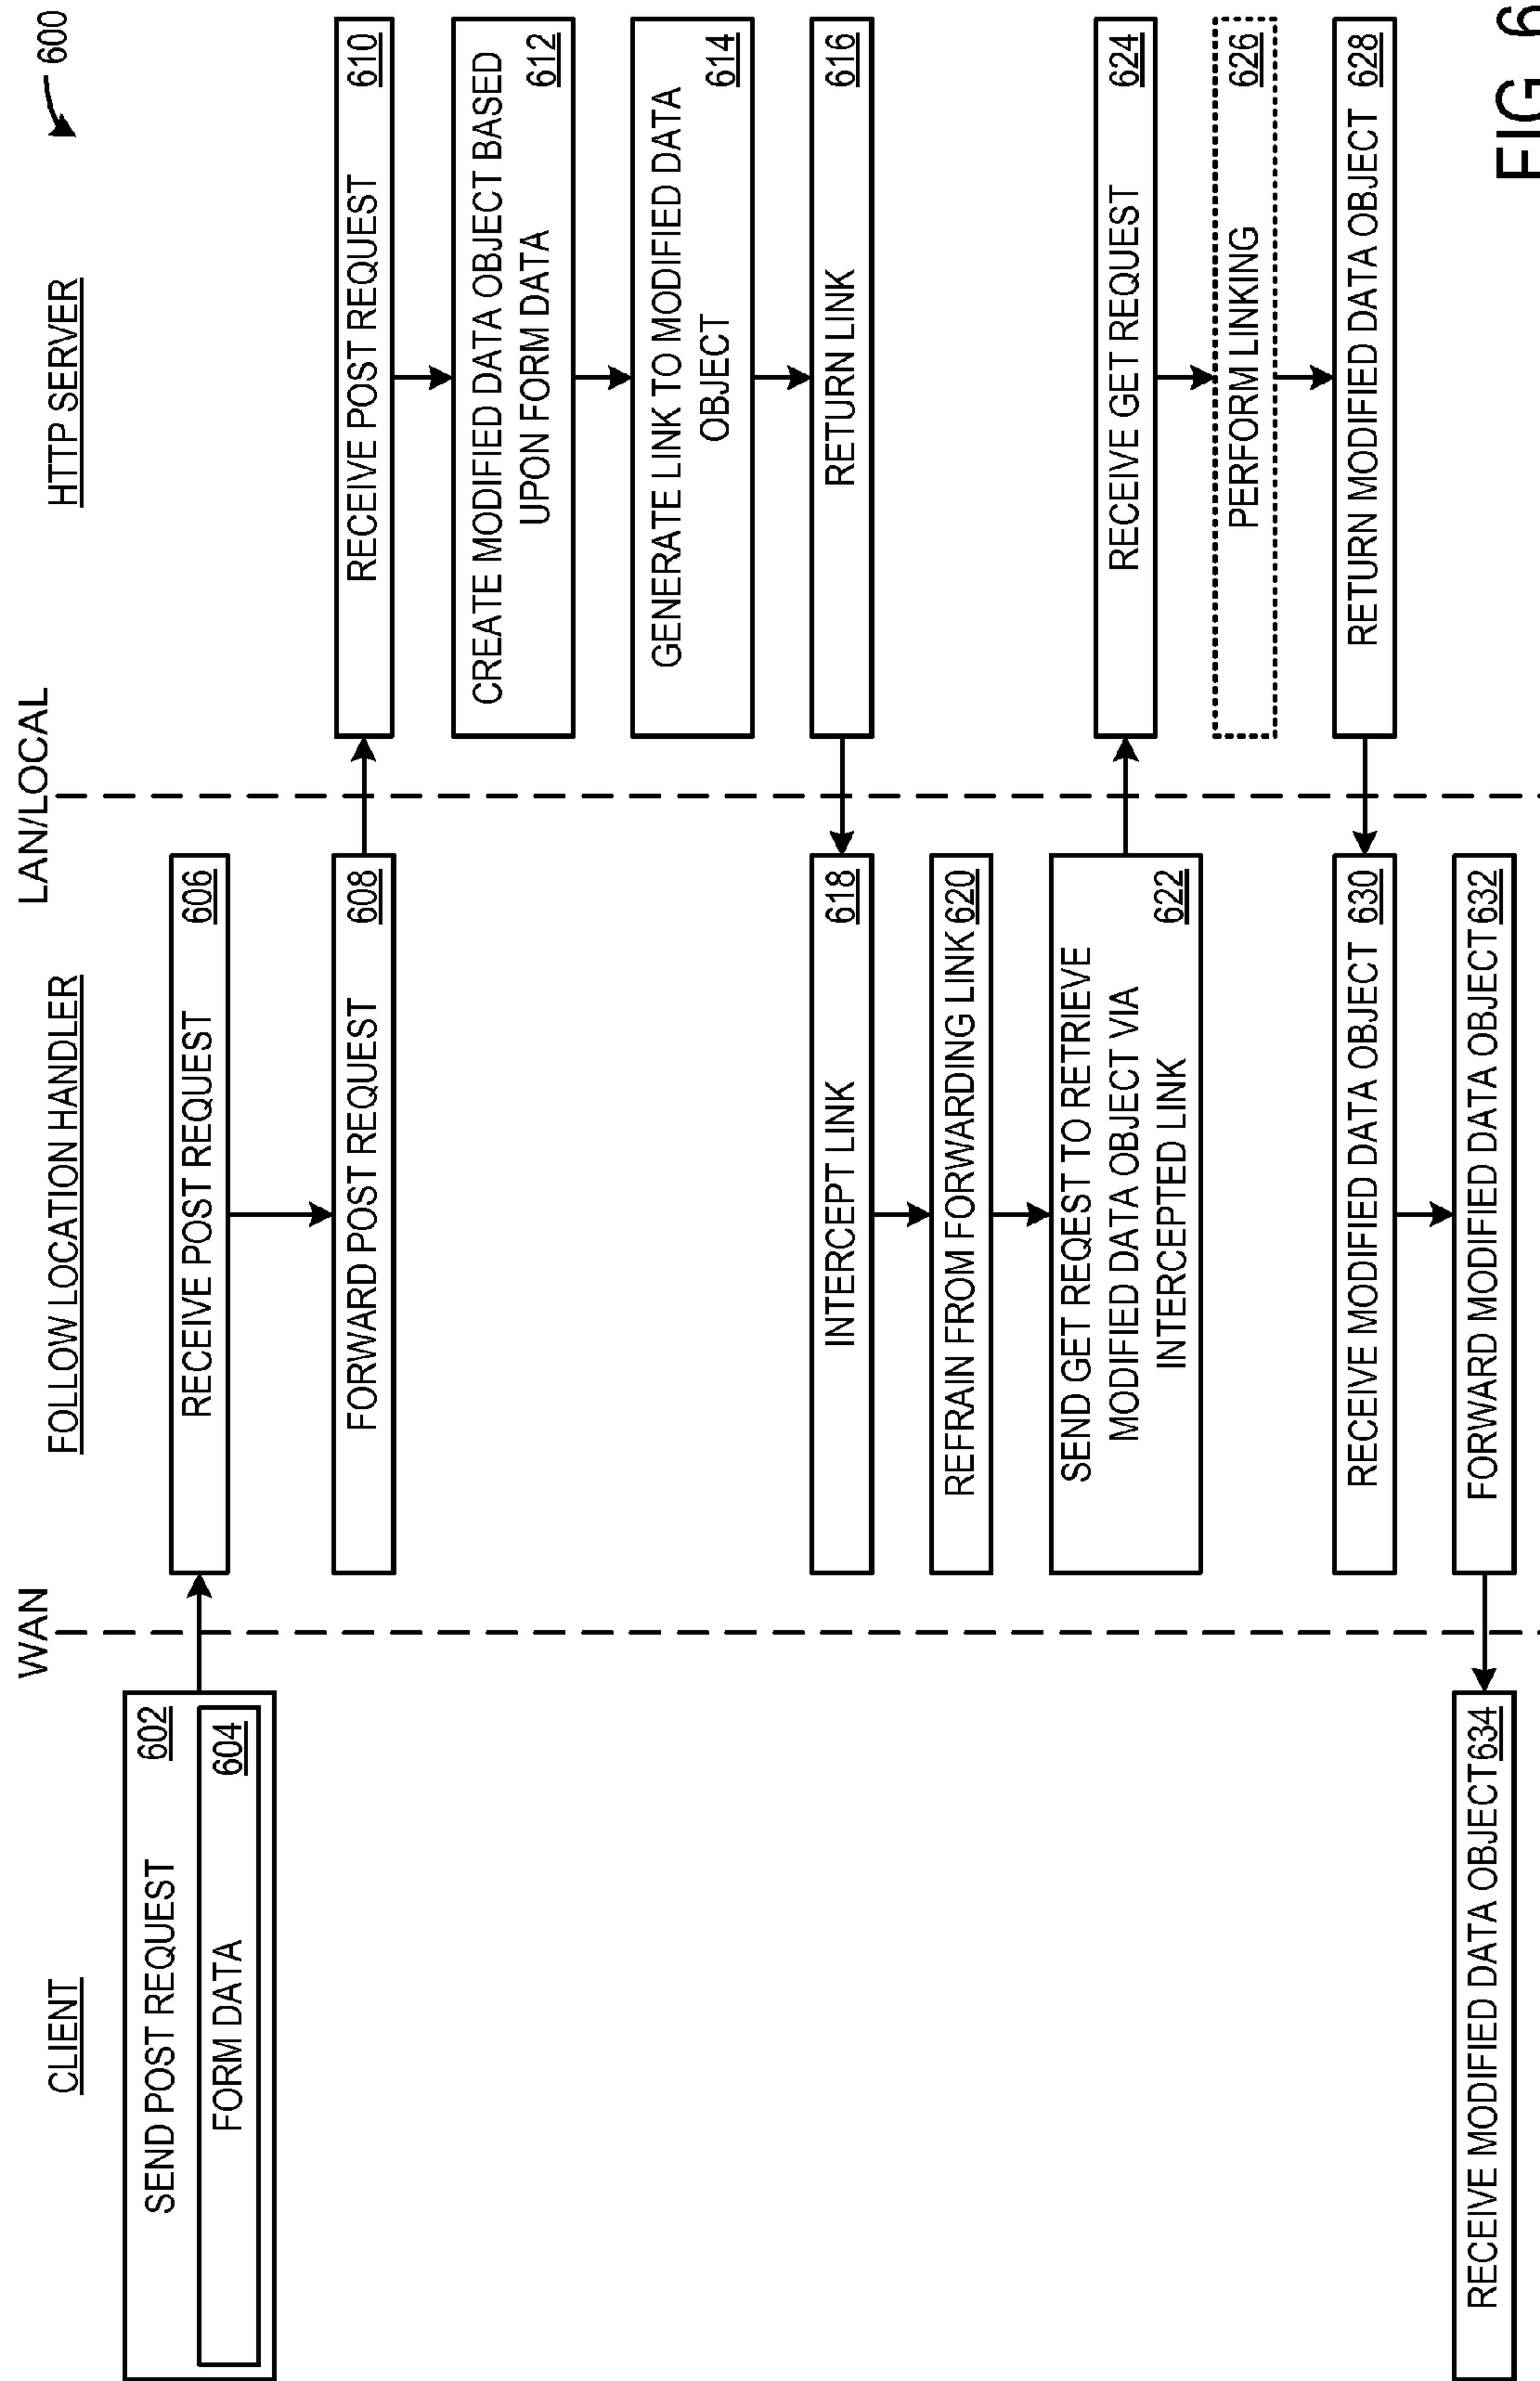 600
WAN
LAN/LOCAL
CLIENT
FOLLOW LOCATION HANDLER
HTTP SERVER
SEND POST REQUEST 602
FORM DATA 604
RECEIVE POST REQUEST 606
FORWARD POST REQUEST 608
RECEIVE POST REQUEST 610
CREATE MODIFIED DATA OBJECT BASED
UPON FORM DATA 612
GENERATE LINK TO MODIFIED DATA
OBJECT 614
RETURN LINK 616
INTERCEPT LINK 618
REFRAIN FROM FORWARDING LINK 620
SEND GET REQEST TO RETRIEVE
MODIFIED DATA OBJECT VIA
INTERCEPTED LINK 622
RECEIVE GET REQUEST 624
PERFORM LINKING 626
RETURN MODIFIED DATA OBJECT 628
RECEIVE MODIFIED DATA OBJECT 630
FORWARD MODIFIED DATA OBJECT 632
RECEIVE MODIFIED DATA OBJECT 634
FIG. 6